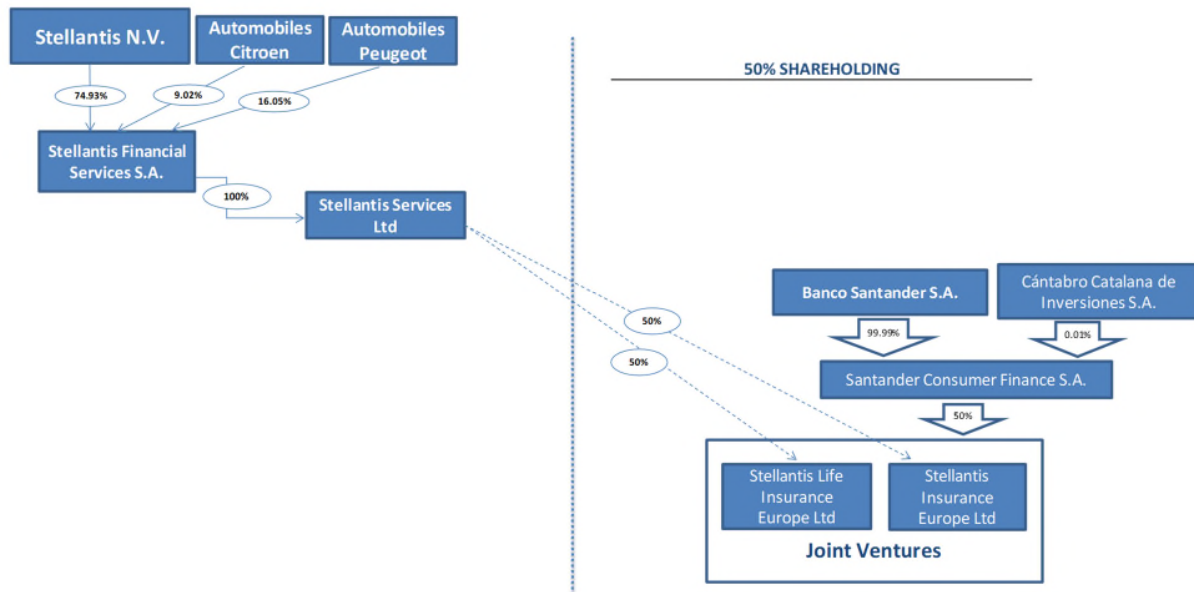 Stellantis N.V.
Automobiles
Citroen
Automobiles
Peugeot
50% SHAREHOLDING
74.93%
9.02%
16.05%
Stellantis Financial
Services S.A.
100%
Stellantis Services
Ltd
Banco Santander S.A.
Cántabro Catalana de
Inversiones S.A.
50%
99.99%
0.01%
50%
Santander Consumer Finance S.A.
50%
Stellantis Life
Insurance
Europe Ltd
Stellantis
Insurance
Europe Ltd
Joint Ventures